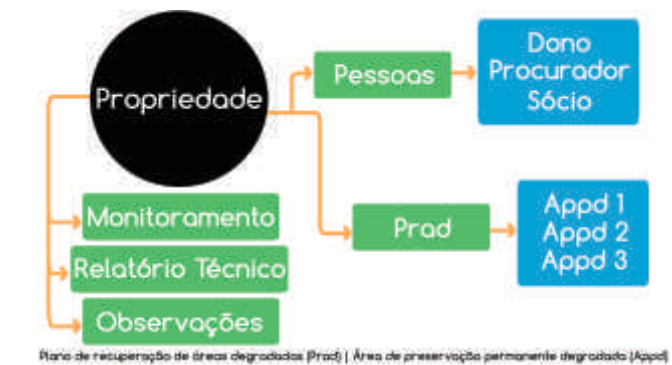 Propriedade
Pessoas
Dono
Procurador
Sócio
Monitoramento
Relatório Técnico
Observações
Prad
Appd 1
Appd 2
Appd 3
Plano de recuperação de áreas degradadas (Prad) | Área de preservação permanente degradada (Appd)